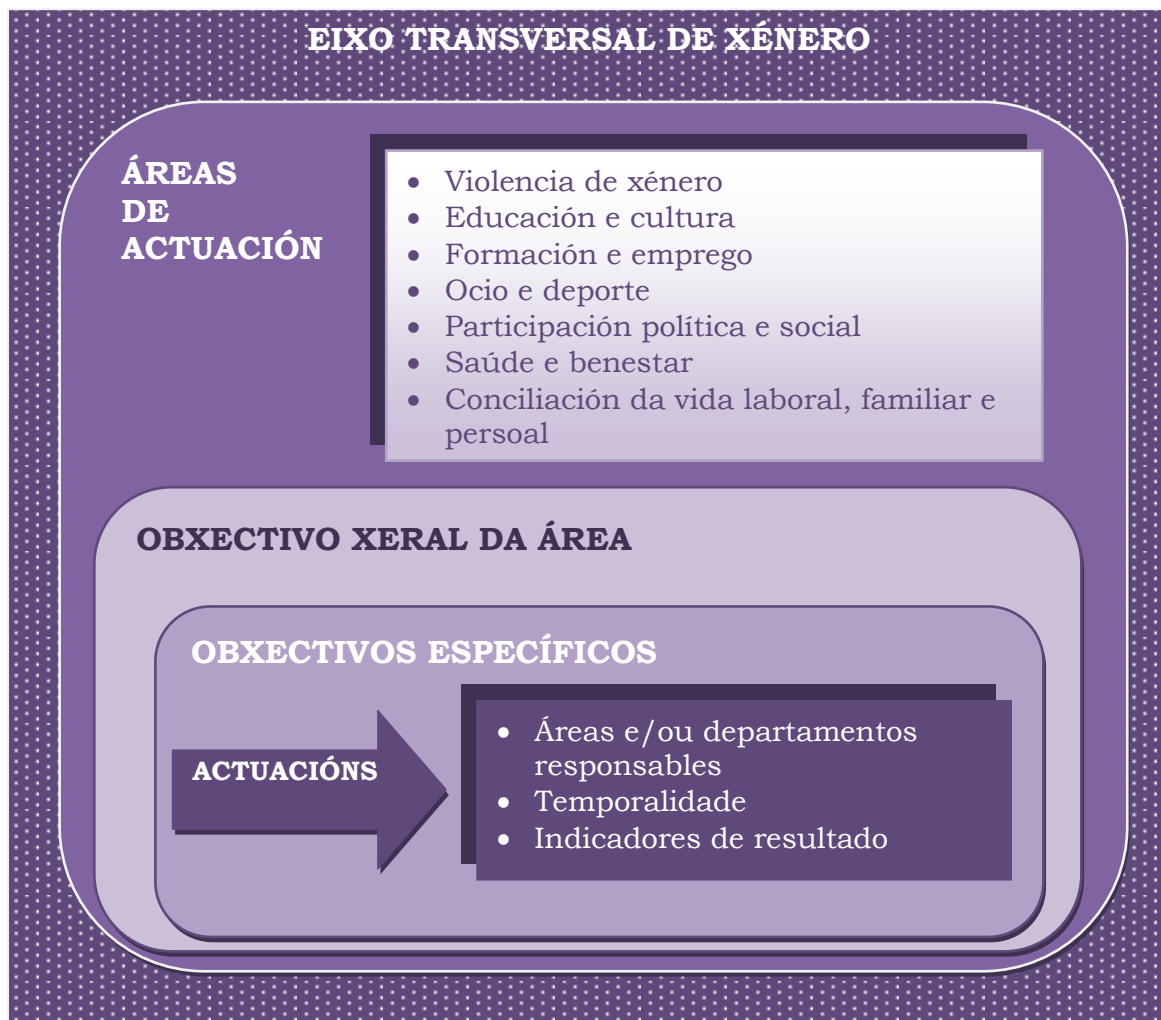 EIXO TRANSVERSAL DE XÉNERO
ÁREAS
DE
ACTUACIÓN
• Violencia de xénero
• Educación e cultura
• Formación e emprego
• Ocio e deporte
• Participación política e social
• Saúde e benestar
• Conciliación da vida laboral, familiar e
persoal
OBXECTIVO XERAL DA ÁREA
OBXECTIVOS ESPECÍFICOS
ACTUACIÓNS
• Áreas e/ou departamentos
responsables
• Temporalidade
• Indicadores de resultado